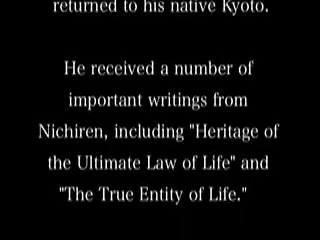 returned to his native Kyoto.
He received a number of
important writings from
Nichiren, including "Heritage of
the Ultimate Law of Life" and
"The True Entity of Life."